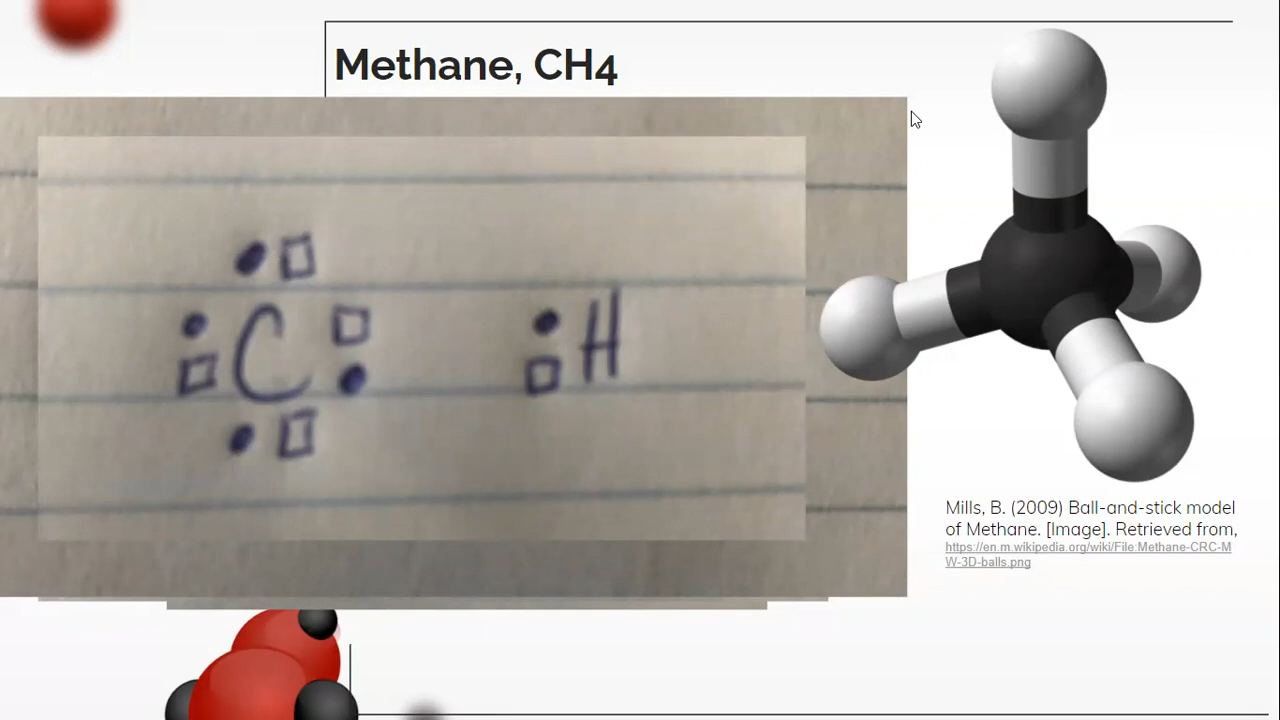 Methane, CH4
C
H
Mills, B. (2009) Ball-and-stick model
of Methane. [Image]. Retrieved from,
https://en.m.wikipedia.org/wiki/File:Methane-CRC-M
W-3D-balls.png